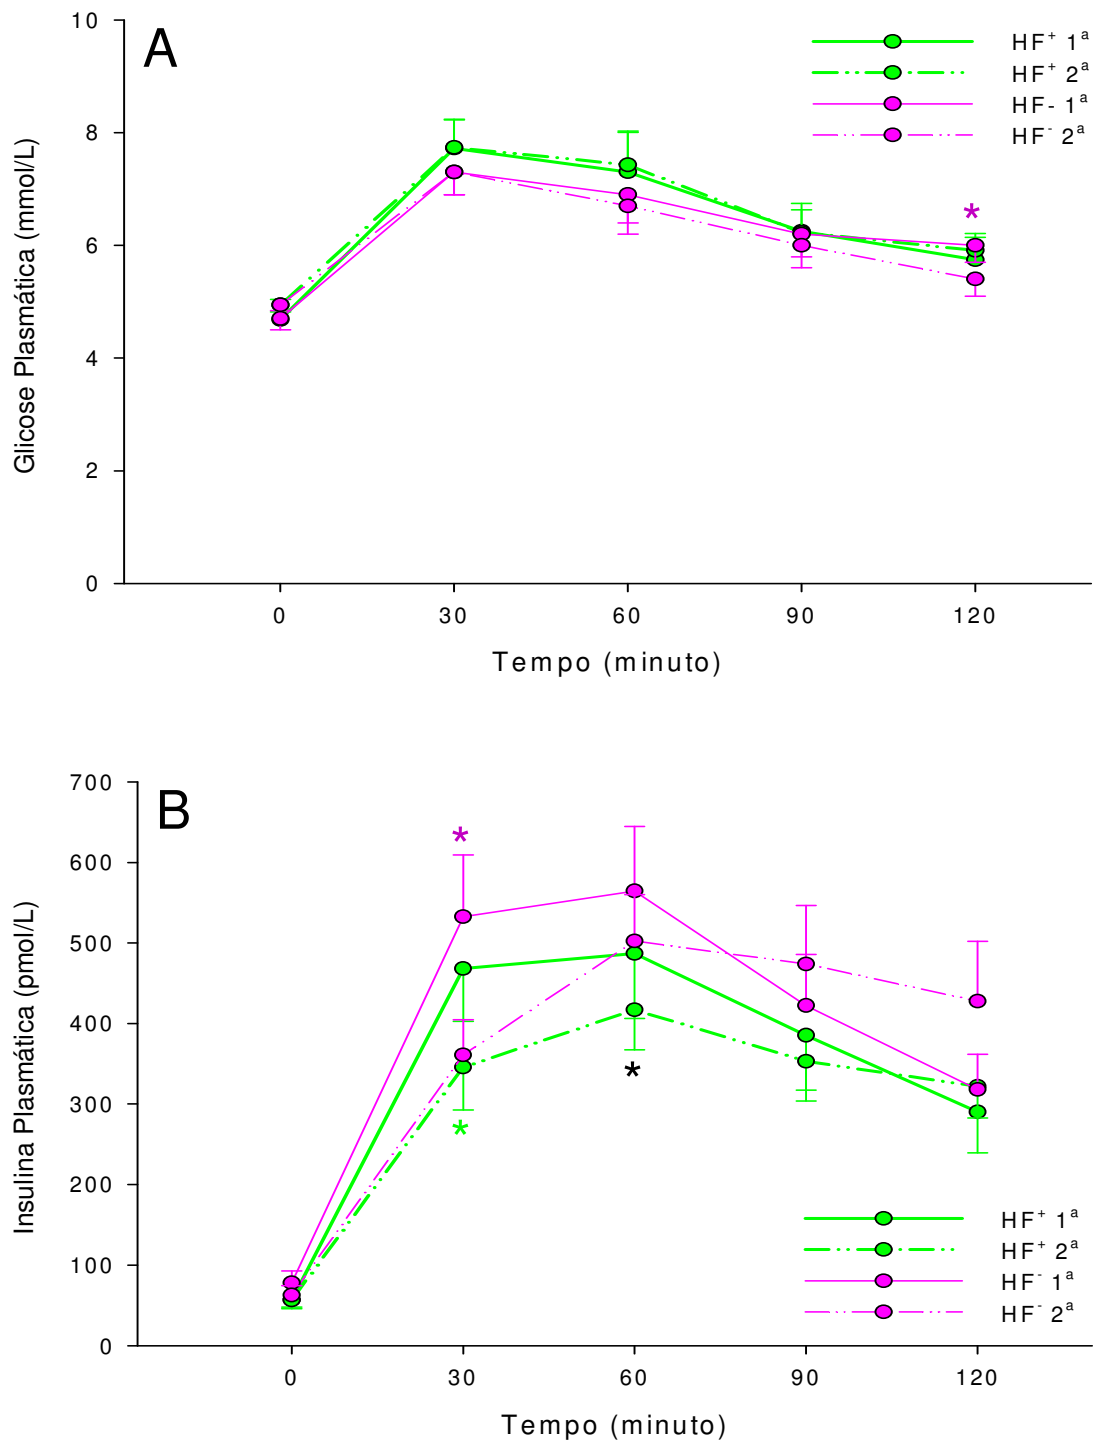 A
HF⁺ 1ª
HF⁺ 2ª
HF- 1ª
HF⁻ 2ª
Glicose Plasmática (mmol/L)
10
8
6
4
2
0
*
0 30 60 90 120
Tempo (minuto)
B
Insulina Plasmática (pmol/L)
700
600
500
400
300
200
100
0
*
*
*
HF⁺ 1ª
HF⁺ 2ª
HF⁻ 1ª
HF⁻ 2ª
0 30 60 90 120
Tempo (minuto)